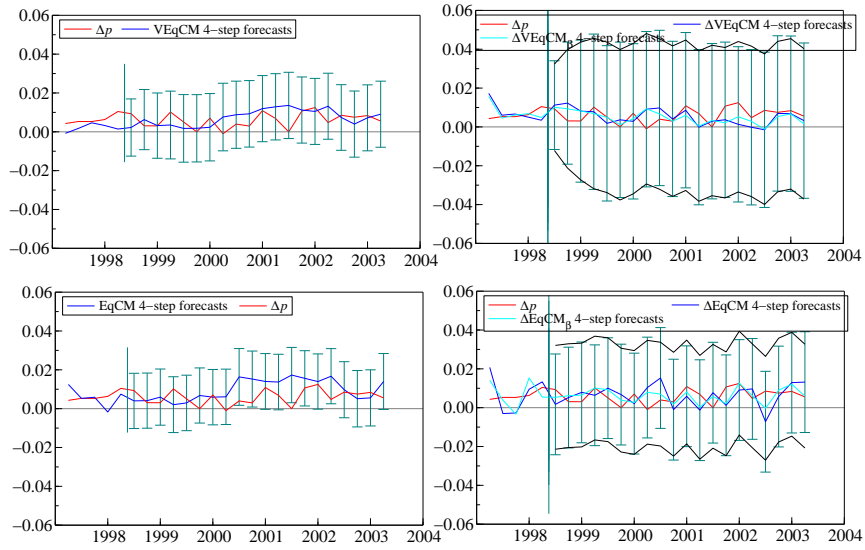 0.06
0.04
0.02
0.00
−0.02
−0.04
−0.06
Δp VEqCM 4-step forecasts
1998 1999 2000 2001 2002 2003 2004
0.06
0.04
0.02
0.00
−0.02
−0.04
−0.06
Δp ΔVEqCM 4-step forecasts
ΔVEqCMβ 4-step forecasts
1998 1999 2000 2001 2002 2003 2004
0.06
0.04
0.02
0.00
−0.02
−0.04
−0.06
EqCM 4-step forecasts Δp
1998 1999 2000 2001 2002 2003 2004
0.06
0.04
0.02
0.00
−0.02
−0.04
−0.06
Δp ΔEqCM 4-step forecasts
ΔEqCMβ 4-step forecasts
1998 1999 2000 2001 2002 2003 2004